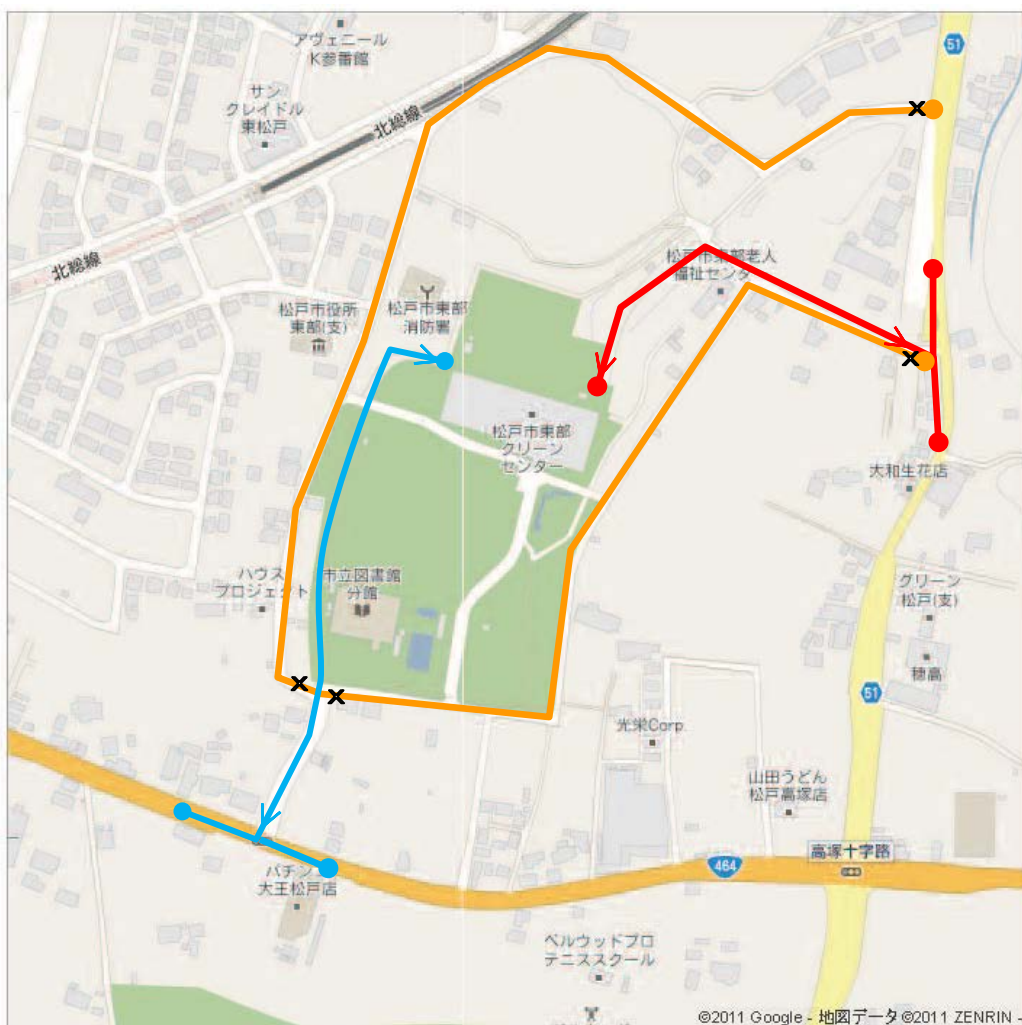 アヴェニール
K参番館
51
サン
クレイドル
東松戸
北総線
北総線
松戸市東部老人
福祉センタ
松戸市役所
東部(支)
松戸市東部
消防署
松戸市東部
クリーン
センター
大和生花店
ハウス
プロジェクト
市立図書館
分館
グリーン
松戸(支)
穂高
51
光栄Corp.
山田うどん
松戸高塚店
高塚十字路
464
パチン
大王松戸店
ベルウッドプロ
テニススクール
©2011 Google - 地図データ ©2011 ZENRIN -